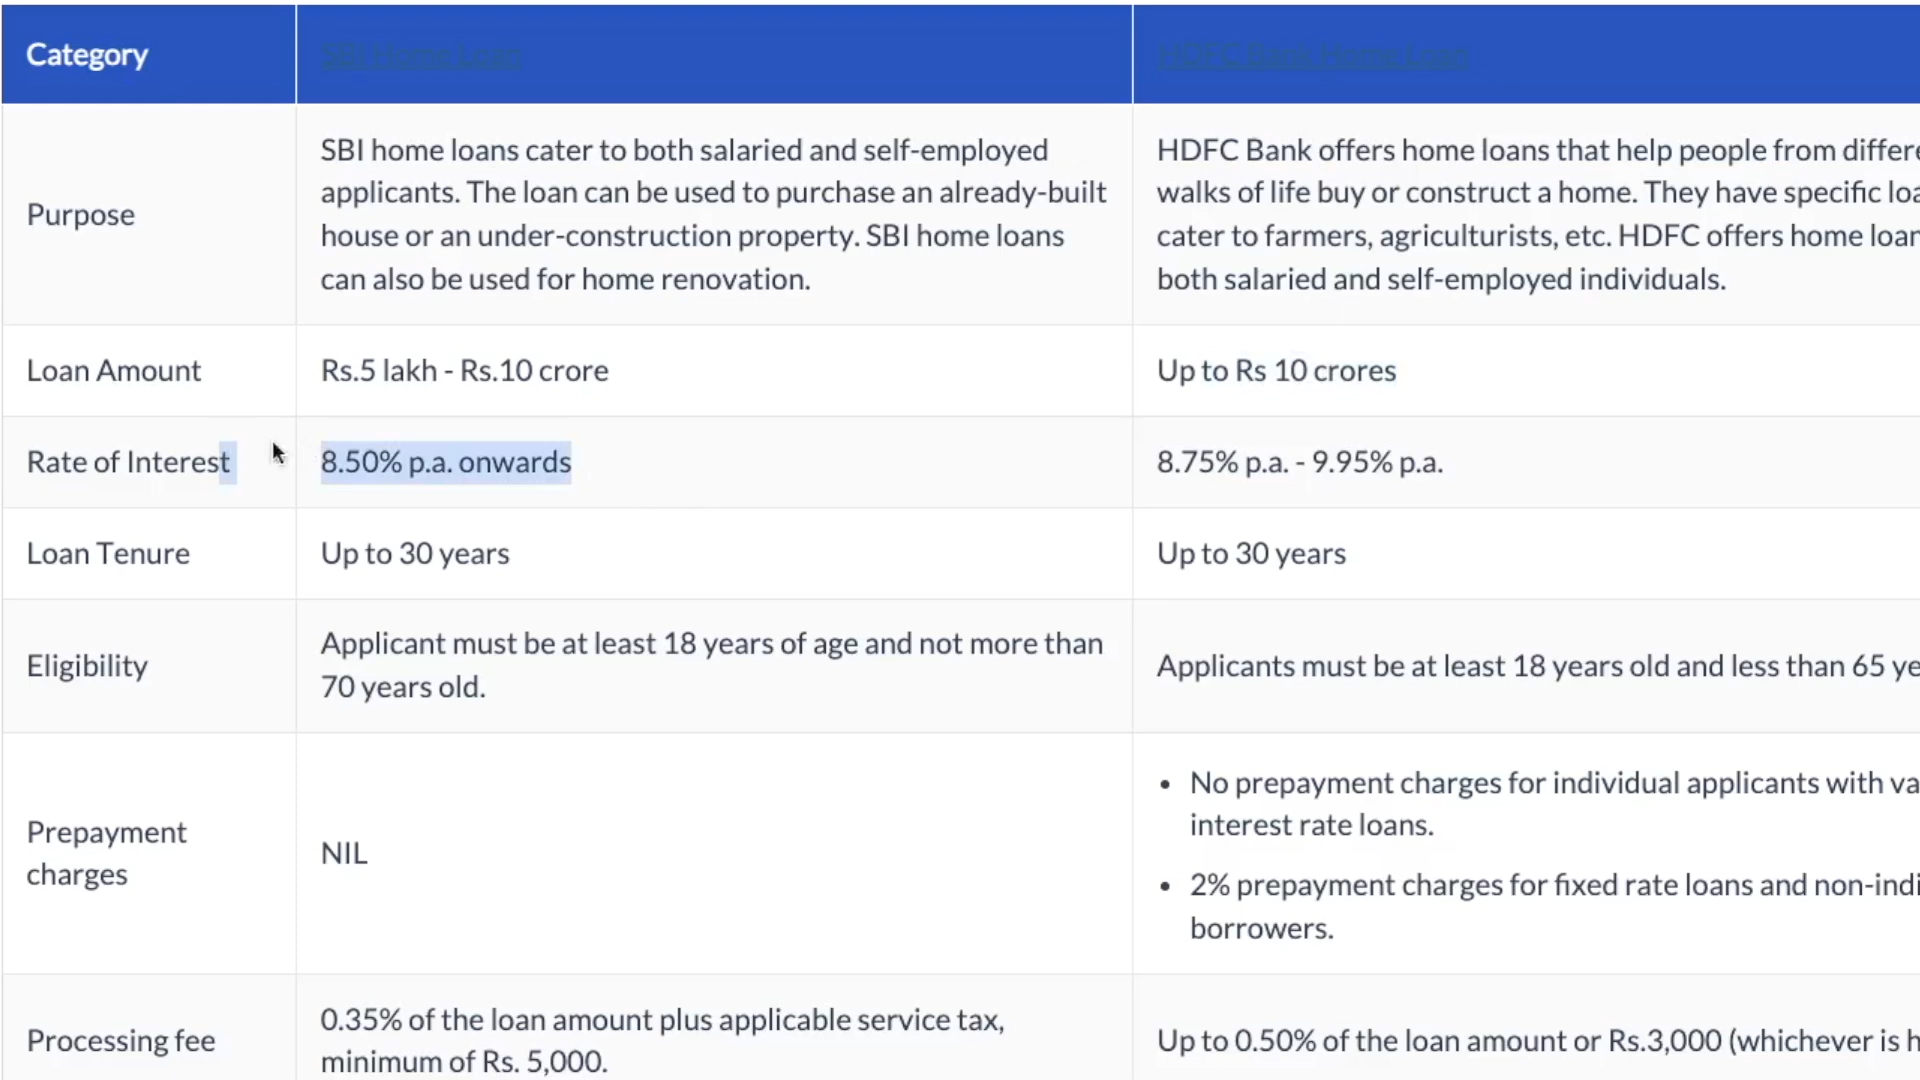 Category
SBI Home Loan
HDFC Bank Home Loan
Purpose
SBI home loans cater to both salaried and self-employed
applicants. The loan can be used to purchase an already-built
house or an under-construction property. SBI home loans
can also be used for home renovation.
HDFC Bank offers home loans that help people from
walks of life buy or construct a home. They have specific
cater to farmers, agriculturists, etc. HDFC offers home
both salaried and self-employed individuals.
Loan Amount
Rs.5 lakh - Rs.10 crore
Up to Rs 10 crores
Rate of Interest
8.50% p.a. onwards
8.75% p.a. - 9.95% p.a.
Loan Tenure
Up to 30 years
Up to 30 years
Eligibility
Applicant must be at least 18 years of age and not more than
70 years old.
Applicants must be at least 18 years old and less than 65
Prepayment
charges
NIL
• No prepayment charges for individual applicants with
interest rate loans.
• 2% prepayment charges for fixed rate loans and
borrowers.
Processing fee
0.35% of the loan amount plus applicable service tax,
minimum of Rs. 5,000.
Up to 0.50% of the loan amount or Rs.3,000 (whichever is